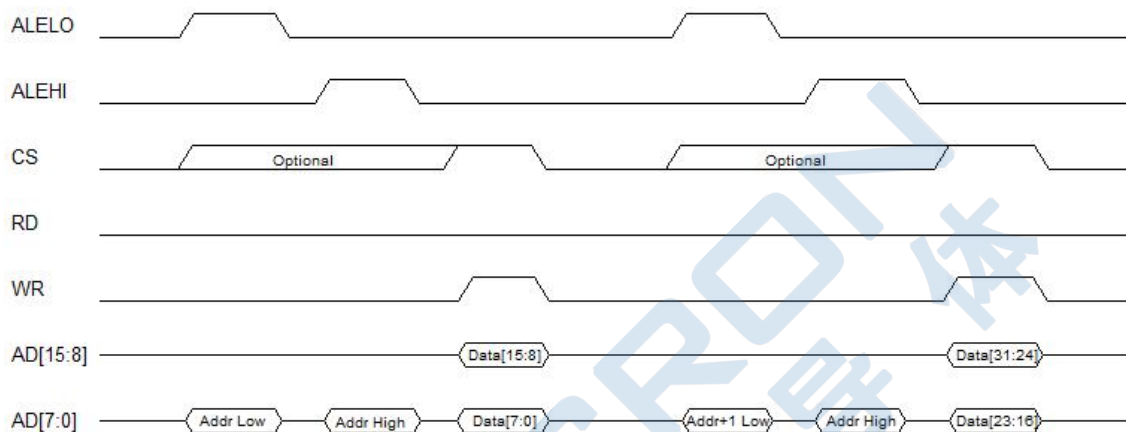 ALELO
ALEHI
CS Optional Optional
RD
WR
AD[15:8] Data[15:8] Data[31:24]
AD[7:0] Addr Low Addr High Data[7:0] Addr+1 Low Addr High Data[23:16]